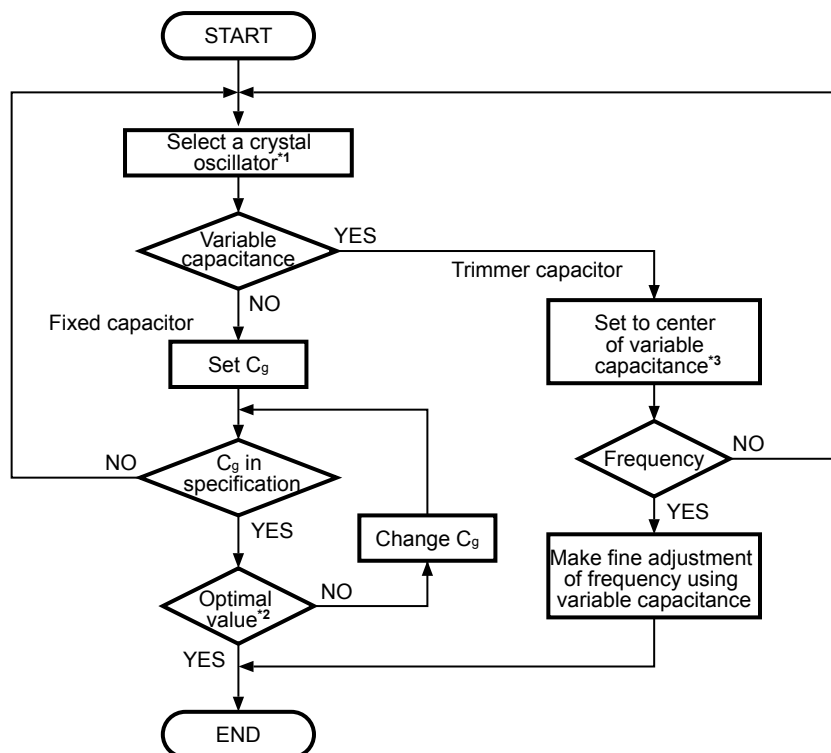 START
Select a crystal
oscillator*1
Variable
capacitance
YES
Trimmer capacitor
NO
Fixed capacitor
Set Cg
Set to center
of variable
capacitance*3
NO
Cg in
specification
YES
Frequency
NO
YES
Change Cg
Make fine adjustment
of frequency using
variable capacitance
Optimal
value*2
NO
YES
END